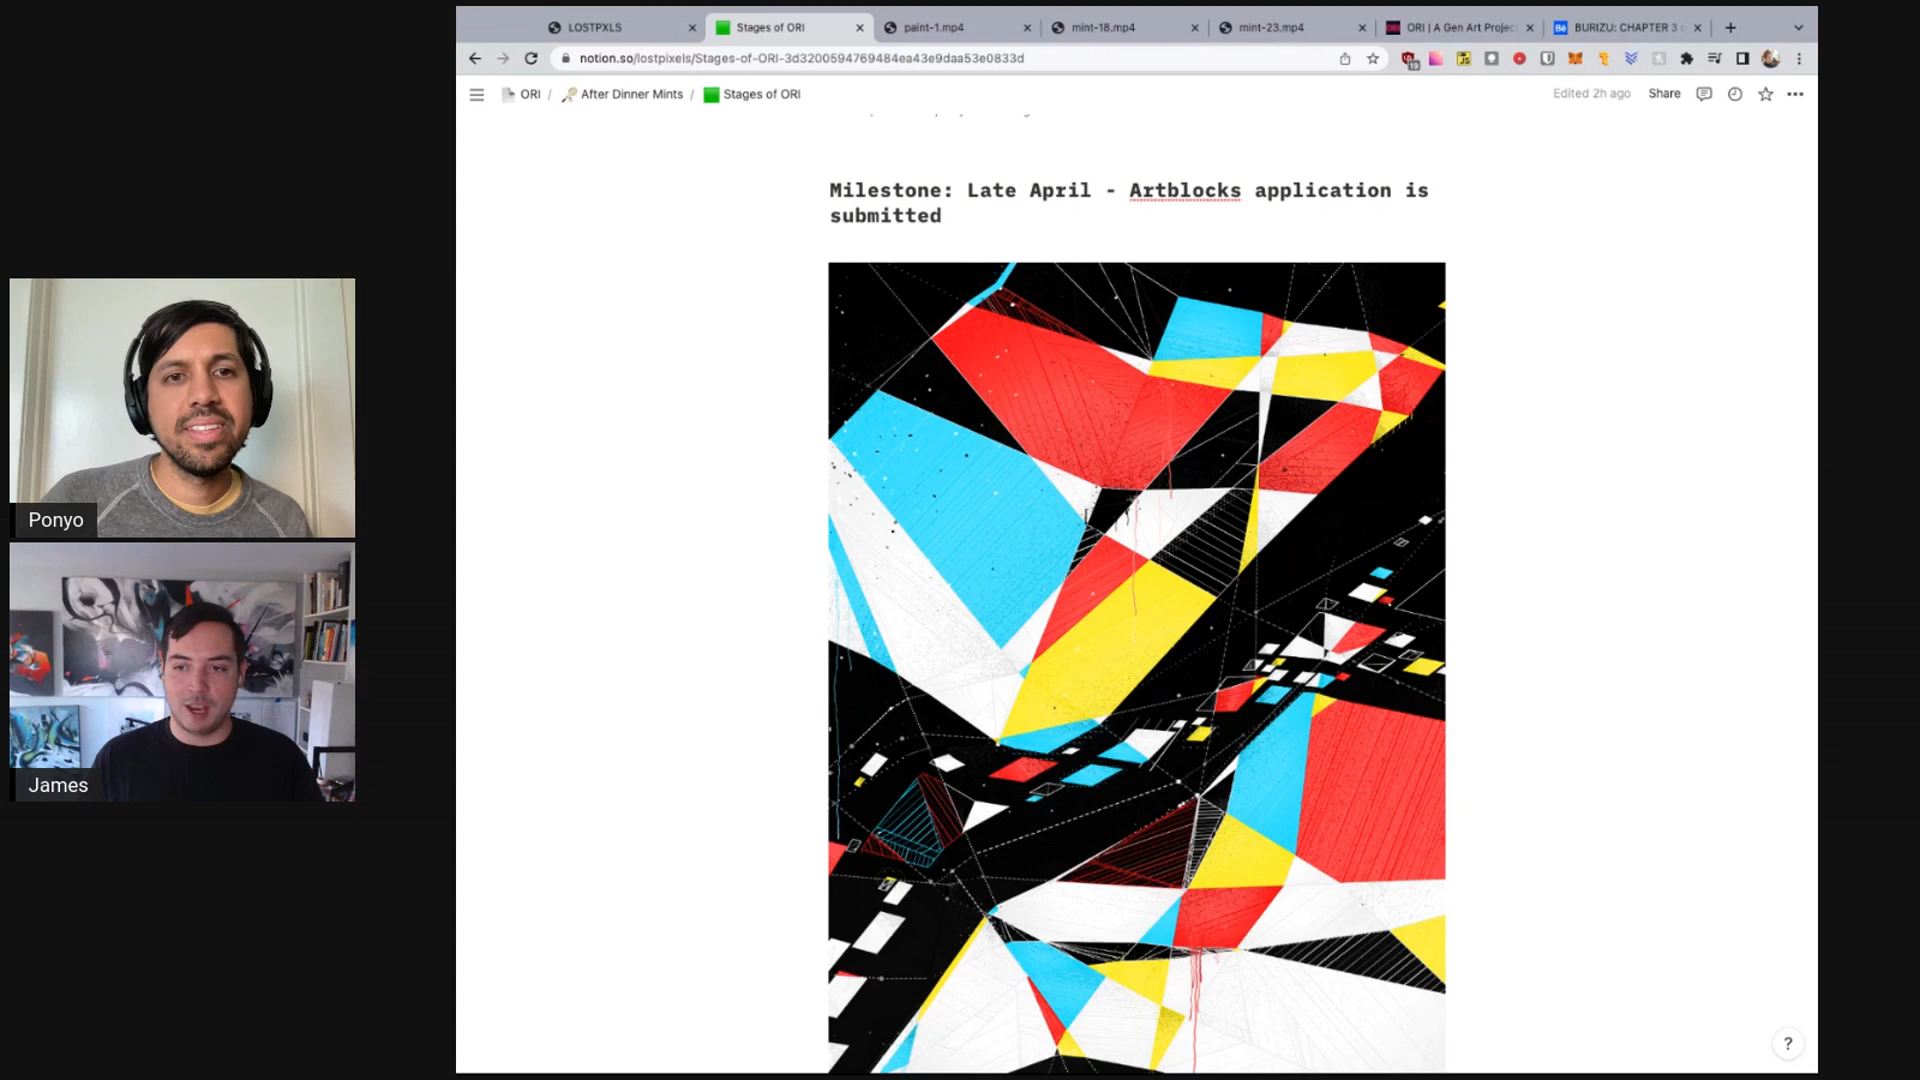 LOSTPXLS
Stages of ORI
paint-1.mp4
mint-18.mp4
mint-23.mp4
ORI | A Gen Art Projec
BURIZU: CHAPTER 3
notion.so/lostpixels/Stages-of-ORI-3d3200594769484ea43e9daa53e0833d
ORI / After Dinner Mints / Stages of ORI
Edited 2h ago
Share
Milestone: Late April - Artblocks application is
submitted
Ponyo
James
?